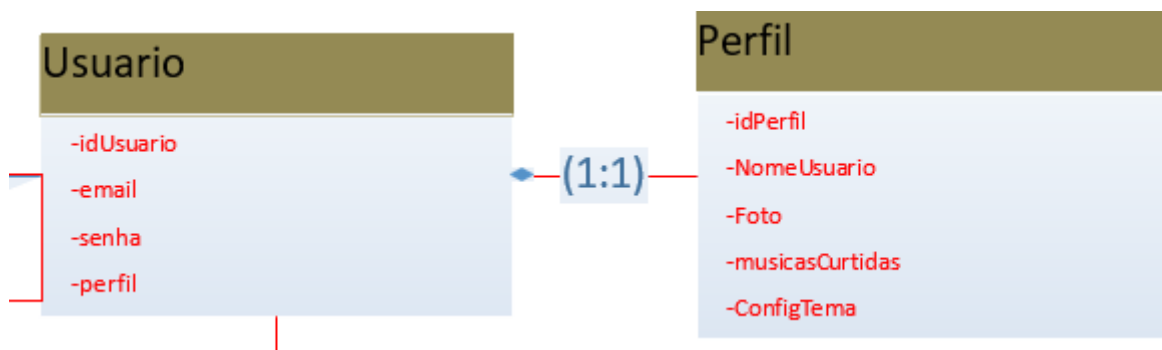 Usuario
-idUsuario
-email
-senha
-perfil
(1:1)
Perfil
-idPerfil
-NomeUsuario
-Foto
-musicasCurtidas
-ConfigTema